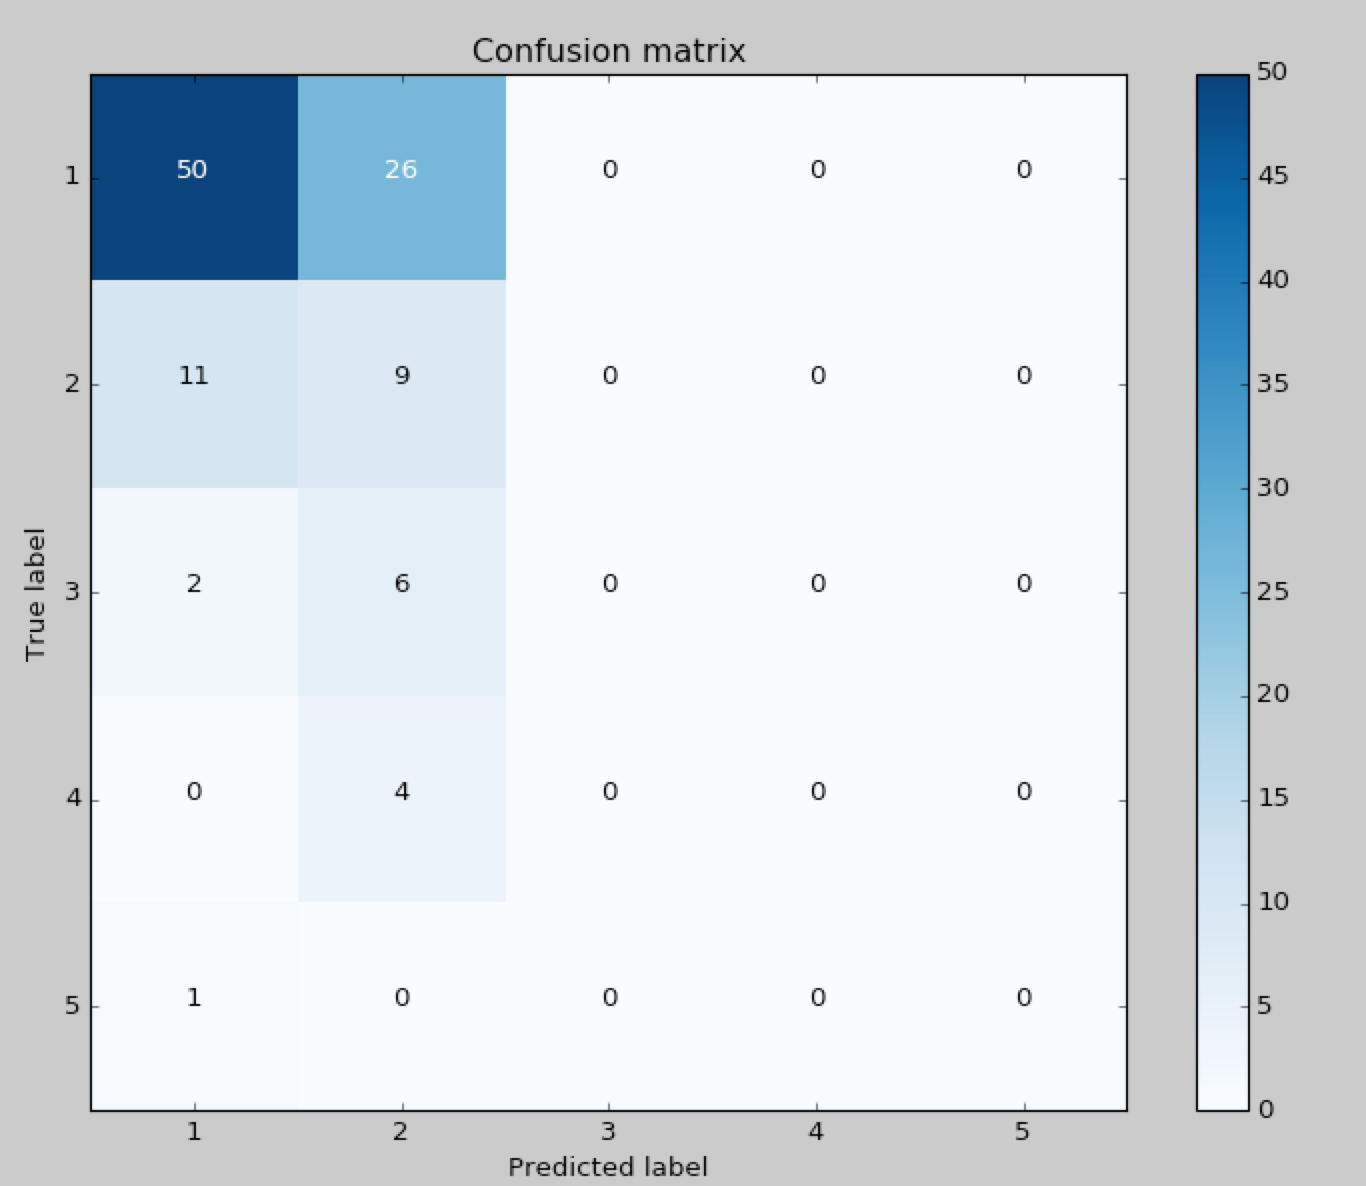 Confusion matrix
50
1 50 26 0 0 0 45
40
2 11 9 0 0 0 35
30
True label
3 2 6 0 0 0 25
20
4 0 4 0 0 0 15
10
5 1 0 0 0 0 5
0
1 2 3 4 5
Predicted label